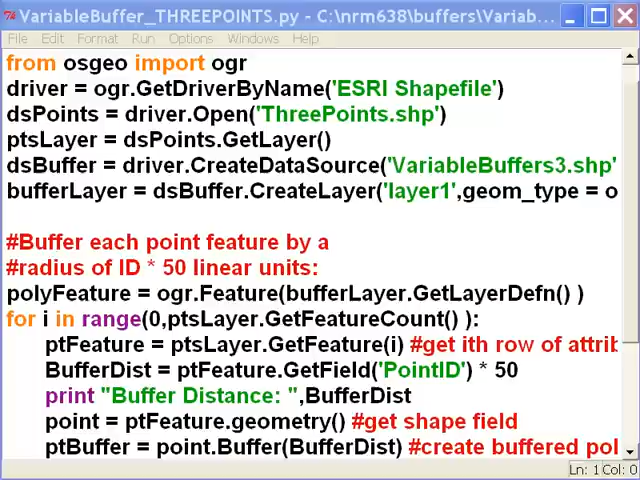 VariableBuffer_THREEPOINTS.py - C:\nrm638\buffers\Variab...
File Edit Format Run Options Windows Help
from osgeo import ogr
driver = ogr.GetDriverByName('ESRI Shapefile')
dsPoints = driver.Open('ThreePoints.shp')
ptsLayer = dsPoints.GetLayer()
dsBuffer = driver.CreateDataSource('VariableBuffers3.shp'
bufferLayer = dsBuffer.CreateLayer('layer1',geom_type = o
#Buffer each point feature by a
#radius of ID * 50 linear units:
polyFeature = ogr.Feature(bufferLayer.GetLayerDefn() )
for i in range(0,ptsLayer.GetFeatureCount() ):
ptFeature = ptsLayer.GetFeature(i) #get ith row of attrib
BufferDist = ptFeature.GetField('PointID') * 50
print "Buffer Distance: ",BufferDist
point = ptFeature.geometry() #get shape field
ptBuffer = point.Buffer(BufferDist) #create buffered pol
Ln: 1 Col: 0